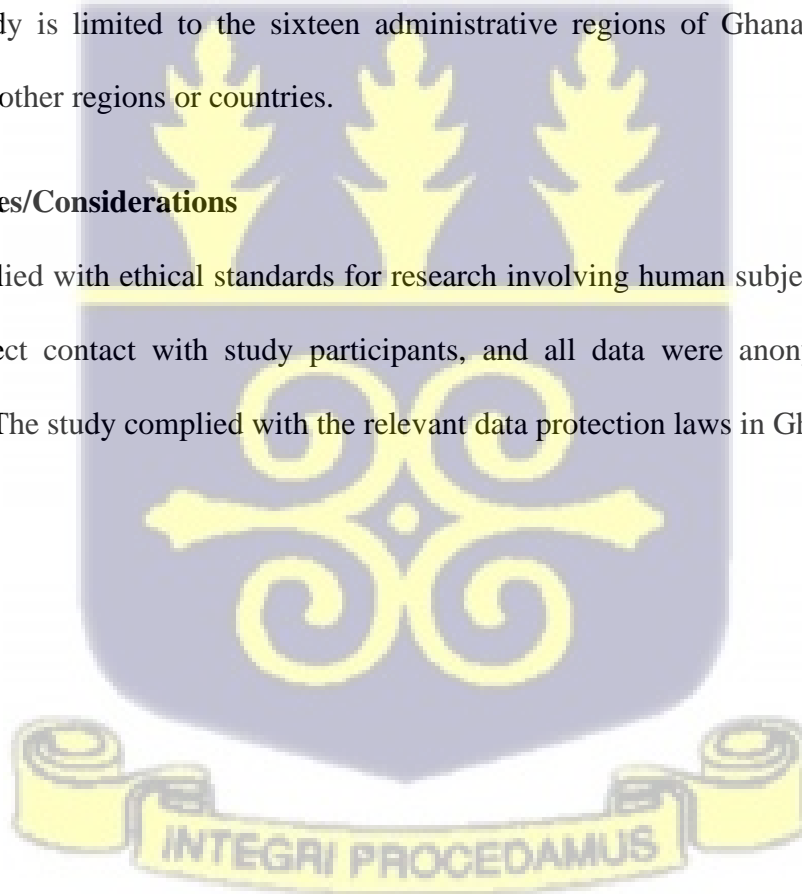 dy is limited to the sixteen administrative regions of Ghana
other regions or countries.
es/Considerations
lied with ethical standards for research involving human subje
ect contact with study participants, and all data were anon
The study complied with the relevant data protection laws in G
INTEGRI PROCEDAMUS